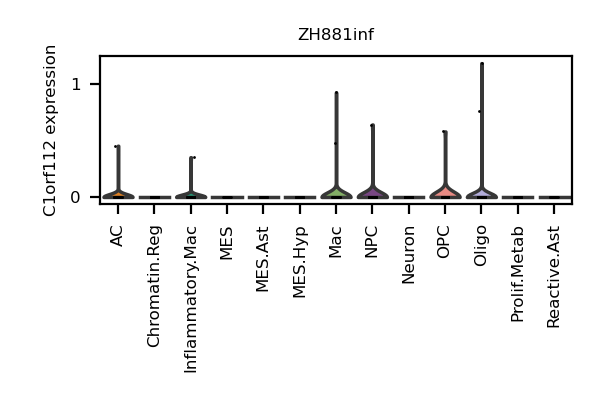 ZH881inf
C1orf112 expression
1
0
AC
Chromatin.Reg
Inflammatory.Mac
MES
MES.Ast
MES.Hyp
Mac
NPC
Neuron
OPC
Oligo
Prolif.Metab
Reactive.Ast